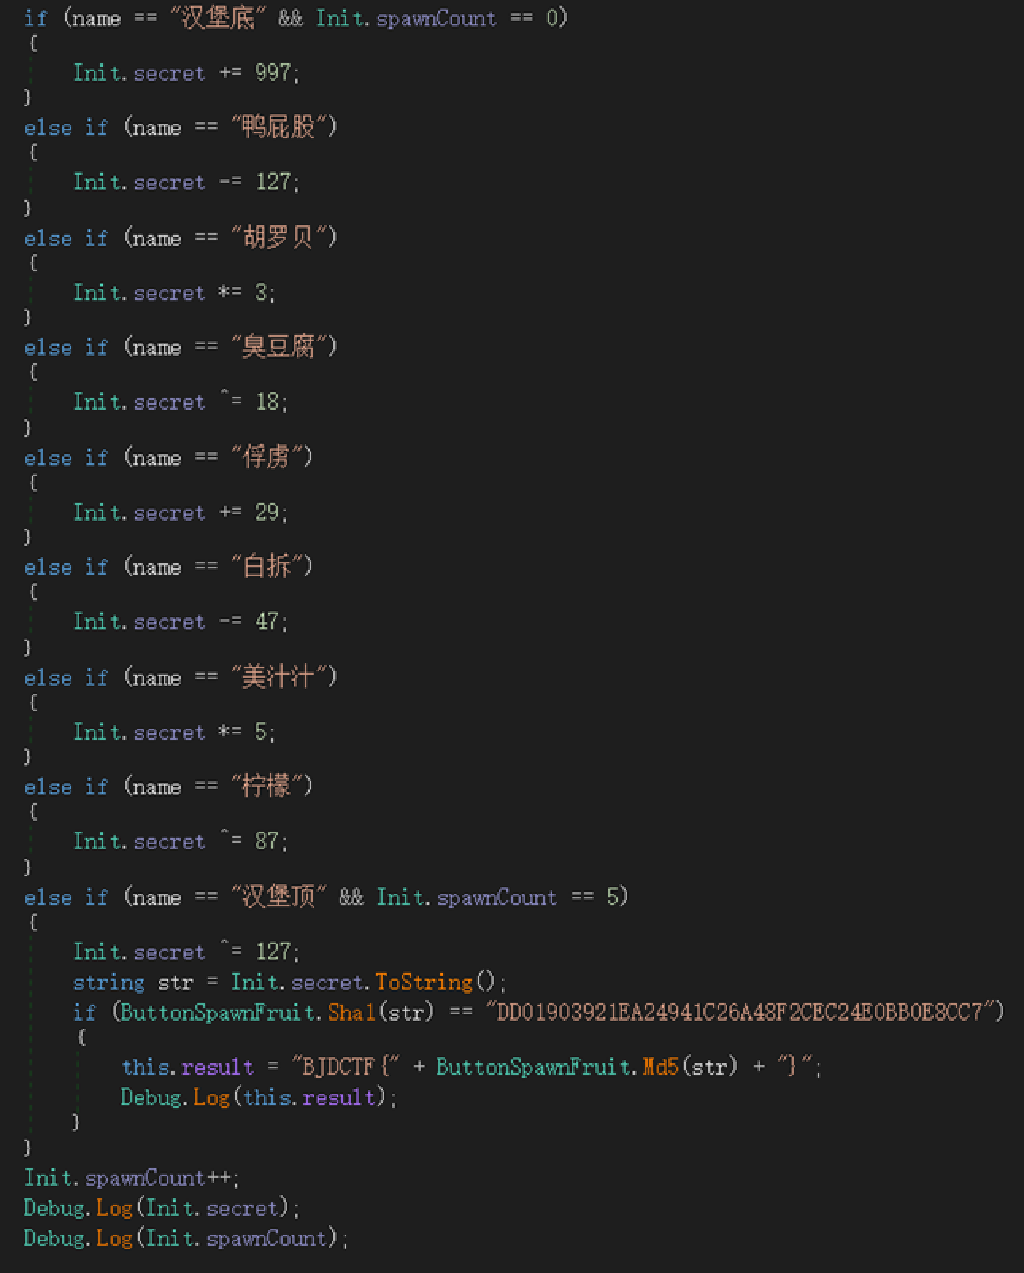 if (name == "汉堡底" && Init.spawnCount == 0)
{
Init.secret += 997;
}
else if (name == "鸭屁股")
{
Init.secret -= 127;
}
else if (name == "胡罗贝")
{
Init.secret *= 3;
}
else if (name == "臭豆腐")
{
Init.secret ^= 18;
}
else if (name == "俘虏")
{
Init.secret += 29;
}
else if (name == "白拆")
{
Init.secret -= 47;
}
else if (name == "美汁汁")
{
Init.secret *= 5;
}
else if (name == "柠檬")
{
Init.secret ^= 87;
}
else if (name == "汉堡顶" && Init.spawnCount == 5)
{
Init.secret ^= 127;
string str = Init.secret.ToString();
if (ButtonSpawnFruit.Sha1(str) == "DD01903921EA24941C26A48F2CEC24E0BB0E8CC7")
{
this.result = "BJDCTF{" + ButtonSpawnFruit.Md5(str) + "}";
Debug.Log(this.result);
}
}
Init.spawnCount++;
Debug.Log(Init.secret);
Debug.Log(Init.spawnCount);